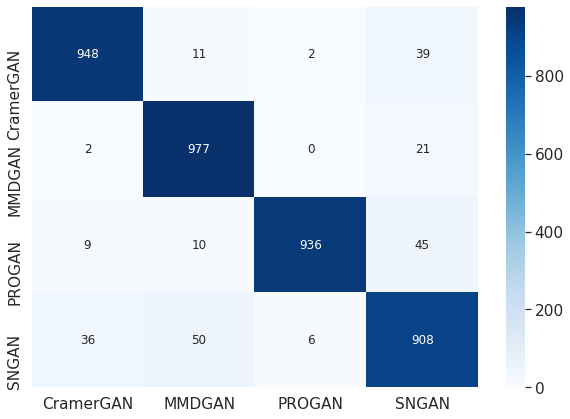 CramerGAN 948 11 2 39
MMDGAN 2 977 0 21
PROGAN 9 10 936 45
SNGAN 36 50 6 908
CramerGAN MMDGAN PROGAN SNGAN
800
600
400
200
0